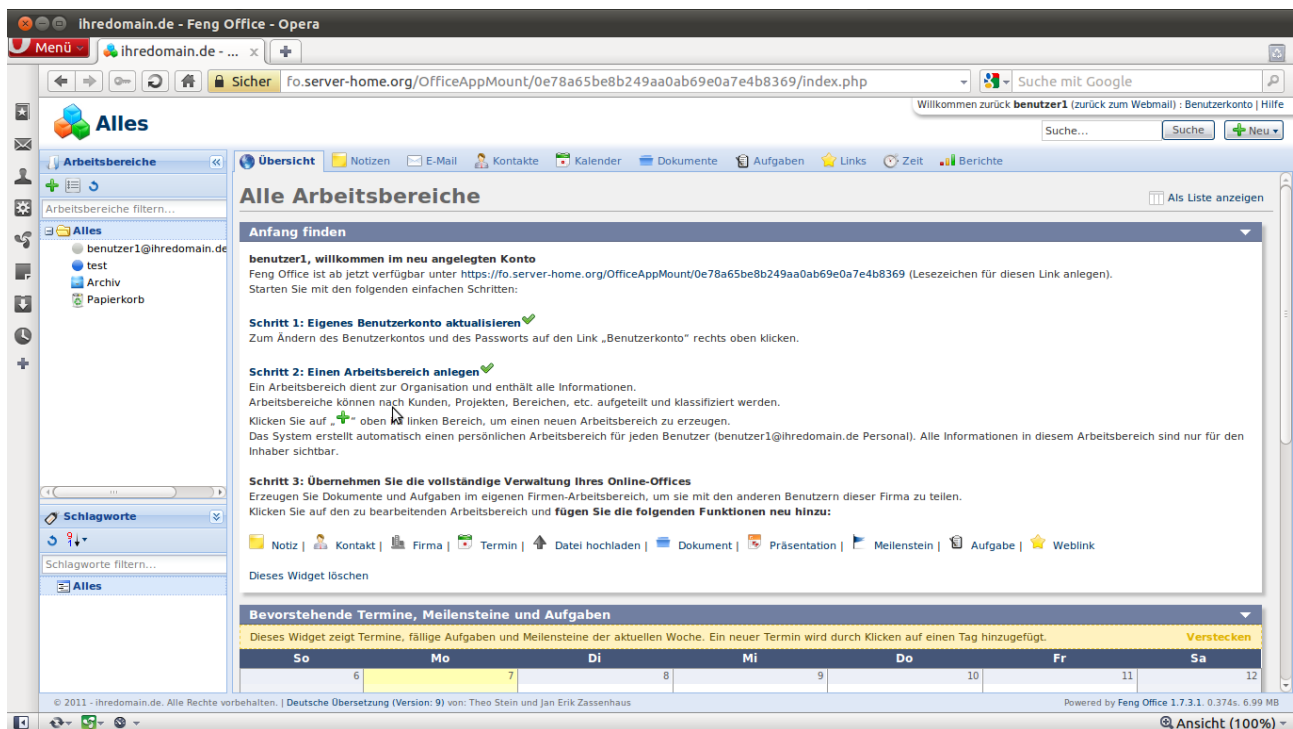 ihredomain.de - Feng Office - Opera
Menü
ihredomain.de - ...
Sicher
fo.server-home.org/OfficeAppMount/0e78a65be8b249aa0ab69e0a7e4b8369/index.php
Suche mit Google
Willkommen zurück benutzer1 (zurück zum Webmail) : Benutzerkonto | Hilfe
Alles
Suche...
Suche
Neu
Arbeitsbereiche
Übersicht
Notizen
E-Mail
Kontakte
Kalender
Dokumente
Aufgaben
Links
Zeit
Berichte
Arbeitsbereiche filtern...
Alles
benutzer1@ihredomain.de
test
Archiv
Papierkorb
Alle Arbeitsbereiche
Als Liste anzeigen
Anfang finden
benutzer1, willkommen im neu angelegten Konto
Feng Office ist ab jetzt verfügbar unter https://fo.server-home.org/OfficeAppMount/0e78a65be8b249aa0ab69e0a7e4b8369 (Lesezeichen für diesen Link anlegen).
Starten Sie mit den folgenden einfachen Schritten:
Schritt 1: Eigenes Benutzerkonto aktualisieren
Zum Ändern des Benutzerkontos und des Passworts auf den Link „Benutzerkonto“ rechts oben klicken.
Schritt 2: Einen Arbeitsbereich anlegen
Ein Arbeitsbereich dient zur Organisation und enthält alle Informationen.
Arbeitsbereiche können nach Kunden, Projekten, Bereichen, etc. aufgeteilt und klassifiziert werden.
Klicken Sie auf „ “ oben linken Bereich, um einen neuen Arbeitsbereich zu erzeugen.
Das System erstellt automatisch einen persönlichen Arbeitsbereich für jeden Benutzer (benutzer1@ihredomain.de Personal). Alle Informationen in diesem Arbeitsbereich sind nur für den
Inhaber sichtbar.
Schritt 3: Übernehmen Sie die vollständige Verwaltung Ihres Online-Offices
Erzeugen Sie Dokumente und Aufgaben im eigenen Firmen-Arbeitsbereich, um sie mit den anderen Benutzern dieser Firma zu teilen.
Klicken Sie auf den zu bearbeitenden Arbeitsbereich und fügen Sie die folgenden Funktionen neu hinzu:
Notiz | Kontakt | Firma | Termin | Datei hochladen | Dokument | Präsentation | Meilenstein | Aufgabe | Weblink
Dieses Widget löschen
Schlagworte
Schlagworte filtern...
Alles
Bevorstehende Termine, Meilensteine und Aufgaben
Dieses Widget zeigt Termine, fällige Aufgaben und Meilensteine der aktuellen Woche. Ein neuer Termin wird durch Klicken auf einen Tag hinzugefügt.
Verstecken
So Mo Di Mi Do Fr Sa
6 7 8 9 10 11 12
© 2011 - ihredomain.de. Alle Rechte vorbehalten. | Deutsche Übersetzung (Version: 9) von: Theo Stein und Jan Erik Zassenhaus
Powered by Feng Office 1.7.3.1. 0.374s. 6.99 MB
Ansicht (100%)